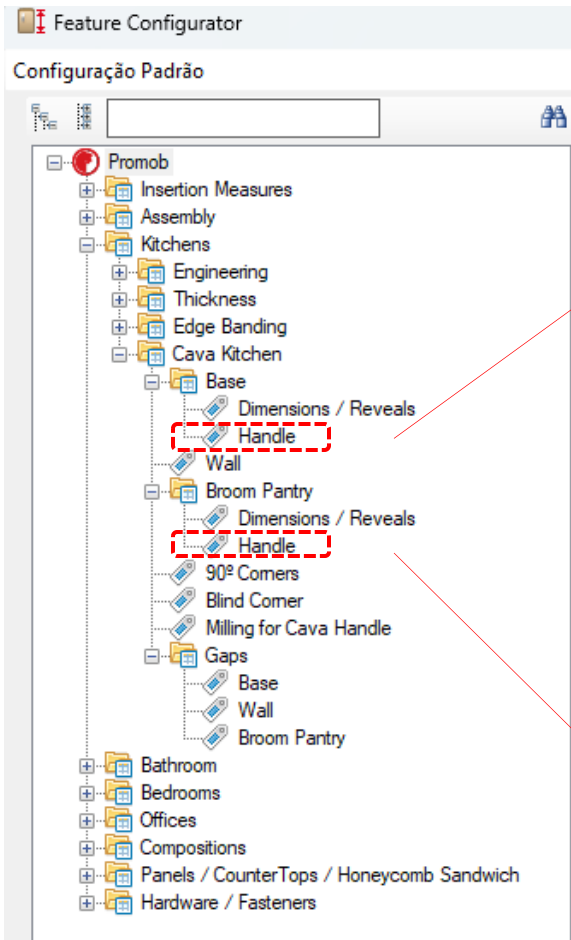 Feature Configurator
Configuração Padrão
Promob
Insertion Measures
Assembly
Kitchens
Engineering
Thickness
Edge Banding
Cava Kitchen
Base
Dimensions / Reveals
Handle
Wall
Broom Pantry
Dimensions / Reveals
Handle
90º Corners
Blind Corner
Milling for Cava Handle
Gaps
Base
Wall
Broom Pantry
Bathroom
Bedrooms
Offices
Compositions
Panels / CounterTops / Honeycomb Sandwich
Hardware / Fasteners